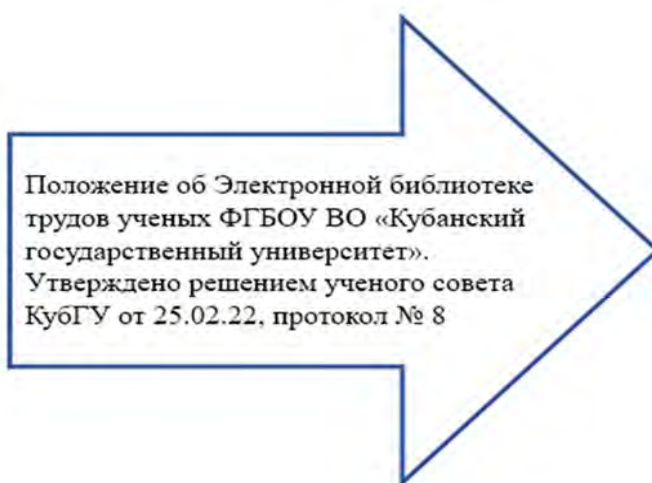 Положение об Электронной библиотеке
трудов ученых ФГБОУ ВО «Кубанский
государственный университет».
Утверждено решением ученого совета
КубГУ от 25.02.22, протокол № 8